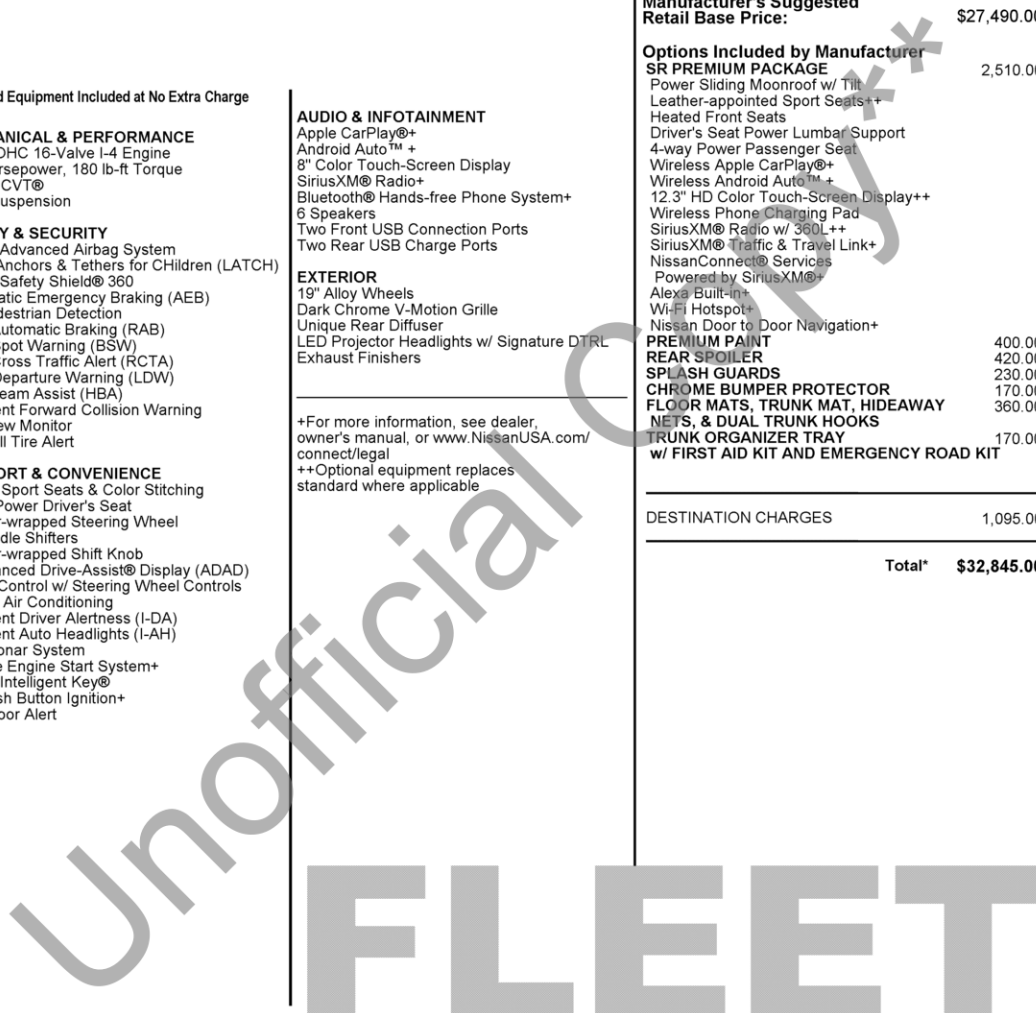 d Equipment Included at No Extra Charge
ANICAL & PERFORMANCE
OHC 16-Valve I-4 Engine
rsepower, 180 lb-ft Torque
CVT®
uspension
Y & SECURITY
Advanced Airbag System
Anchors & Tethers for CHildren (LATCH)
Safety Shield® 360
atic Emergency Braking (AEB)
destrian Detection
utomatic Braking (RAB)
pot Warning (BSW)
ross Traffic Alert (RCTA)
Departure Warning (LDW)
eam Assist (HBA)
ent Forward Collision Warning
ew Monitor
ll Tire Alert
ORT & CONVENIENCE
Sport Seats & Color Stitching
Power Driver's Seat
r-wrapped Steering Wheel
dle Shifters
r-wrapped Shift Knob
anced Drive-Assist® Display (ADAD)
Control w/ Steering Wheel Controls
Air Conditioning
ent Driver Alertness (I-DA)
ent Auto Headlights (I-AH)
onar System
e Engine Start System+
Intelligent Key®
sh Button Ignition+
oor Alert
AUDIO & INFOTAINMENT
Apple CarPlay®+
Android Auto™ +
8" Color Touch-Screen Display
SiriusXM® Radio+
Bluetooth® Hands-free Phone System+
6 Speakers
Two Front USB Connection Ports
Two Rear USB Charge Ports
EXTERIOR
19" Alloy Wheels
Dark Chrome V-Motion Grille
Unique Rear Diffuser
LED Projector Headlights w/ Signature DTRL
Exhaust Finishers
+For more information, see dealer,
owner's manual, or www.NissanUSA.com/
connect/legal
++Optional equipment replaces
standard where applicable
Manufacturer's Suggested
Retail Base Price: $27,490.00
Options Included by Manufacturer
SR PREMIUM PACKAGE 2,510.00
Power Sliding Moonroof w/ Tilt
Leather-appointed Sport Seats++
Heated Front Seats
Driver's Seat Power Lumbar Support
4-way Power Passenger Seat
Wireless Apple CarPlay®+
Wireless Android Auto™ +
12.3" HD Color Touch-Screen Display++
Wireless Phone Charging Pad
SiriusXM® Radio w/ 360L++
SiriusXM® Traffic & Travel Link+
NissanConnect® Services
Powered by SiriusXM®+
Alexa Built-in+
Wi-Fi Hotspot+
Nissan Door to Door Navigation+
PREMIUM PAINT 400.00
REAR SPOILER 420.00
SPLASH GUARDS 230.00
CHROME BUMPER PROTECTOR 170.00
FLOOR MATS, TRUNK MAT, HIDEAWAY 360.00
NETS, & DUAL TRUNK HOOKS
TRUNK ORGANIZER TRAY 170.00
w/ FIRST AID KIT AND EMERGENCY ROAD KIT
DESTINATION CHARGES 1,095.00
Total* $32,845.00
Unofficial Copy**
FLEET